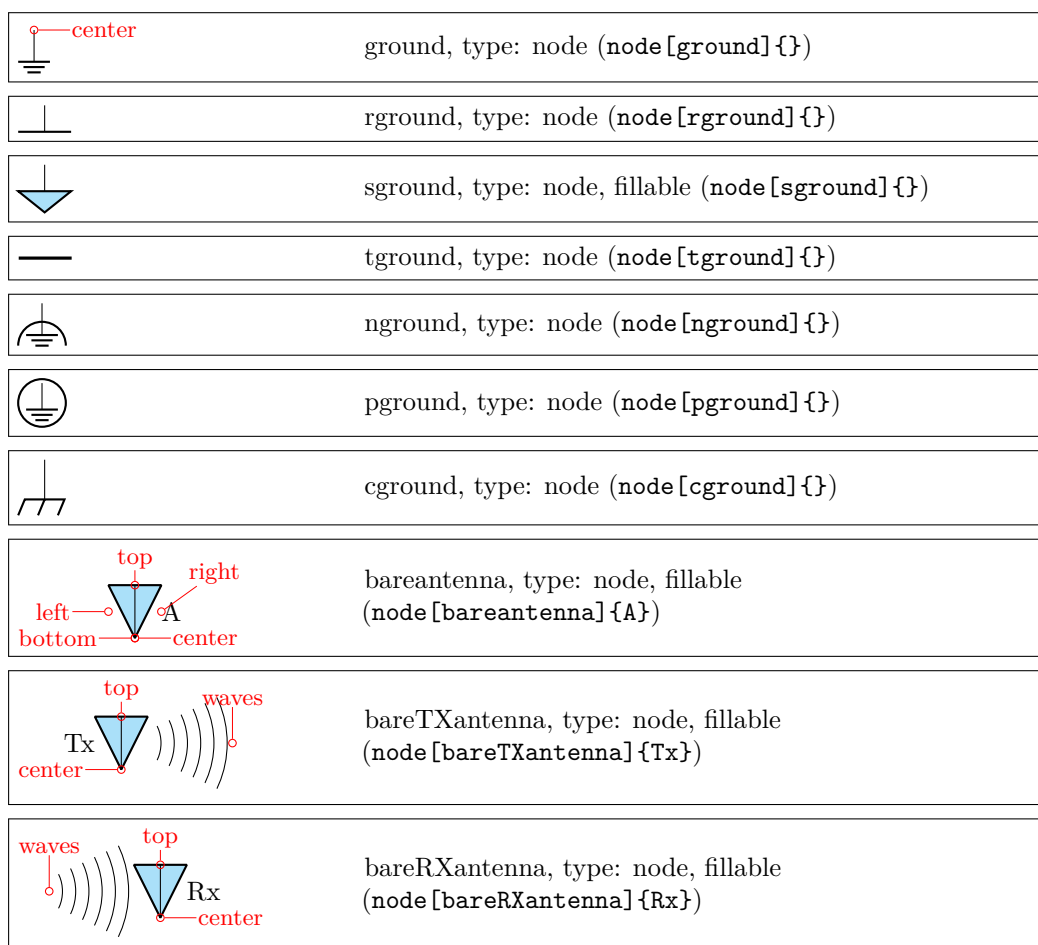 center
ground, type: node (node[ground]{})
rground, type: node (node[rground]{})
sground, type: node, fillable (node[sground]{})
tground, type: node (node[tground]{})
nground, type: node (node[nground]{})
pground, type: node (node[pground]{})
cground, type: node (node[cground]{})
top
right
left
A
bottom
center
bareantenna, type: node, fillable
(node[bareantenna]{A})
top
waves
Tx
center
bareTXantenna, type: node, fillable
(node[bareTXantenna]{Tx})
waves
top
Rx
center
bareRXantenna, type: node, fillable
(node[bareRXantenna]{Rx})